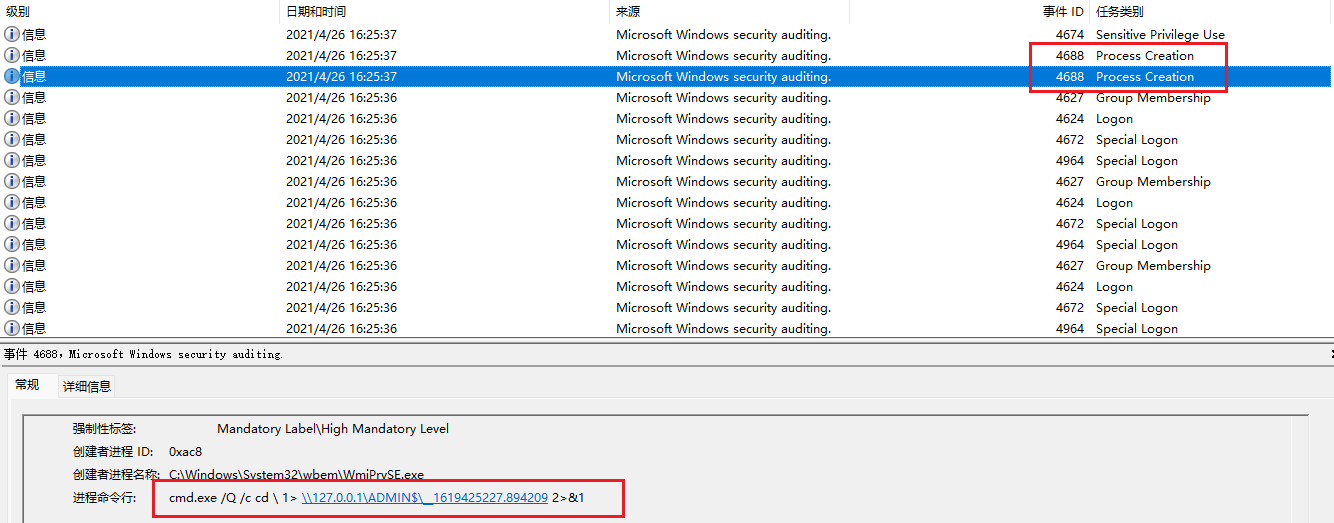 级别 日期和时间 来源 事件 ID 任务类别
信息 2021/4/26 16:25:37 Microsoft Windows security auditing. 4674 Sensitive Privilege Use
信息 2021/4/26 16:25:37 Microsoft Windows security auditing. 4688 Process Creation
信息 2021/4/26 16:25:37 Microsoft Windows security auditing. 4688 Process Creation
信息 2021/4/26 16:25:36 Microsoft Windows security auditing. 4627 Group Membership
信息 2021/4/26 16:25:36 Microsoft Windows security auditing. 4624 Logon
信息 2021/4/26 16:25:36 Microsoft Windows security auditing. 4672 Special Logon
信息 2021/4/26 16:25:36 Microsoft Windows security auditing. 4964 Special Logon
信息 2021/4/26 16:25:36 Microsoft Windows security auditing. 4627 Group Membership
信息 2021/4/26 16:25:36 Microsoft Windows security auditing. 4624 Logon
信息 2021/4/26 16:25:36 Microsoft Windows security auditing. 4672 Special Logon
信息 2021/4/26 16:25:36 Microsoft Windows security auditing. 4964 Special Logon
信息 2021/4/26 16:25:36 Microsoft Windows security auditing. 4627 Group Membership
信息 2021/4/26 16:25:36 Microsoft Windows security auditing. 4624 Logon
信息 2021/4/26 16:25:36 Microsoft Windows security auditing. 4672 Special Logon
信息 2021/4/26 16:25:36 Microsoft Windows security auditing. 4964 Special Logon
事件 4688，Microsoft Windows security auditing.
常规 详细信息
强制性标签: Mandatory Label\High Mandatory Level
创建者进程 ID: 0xac8
创建者进程名称: C:\Windows\System32\wbem\WmiPrvSE.exe
进程命令行: cmd.exe /Q /c cd \ 1> \\127.0.0.1\ADMIN$\__1619425227.894209 2>&1